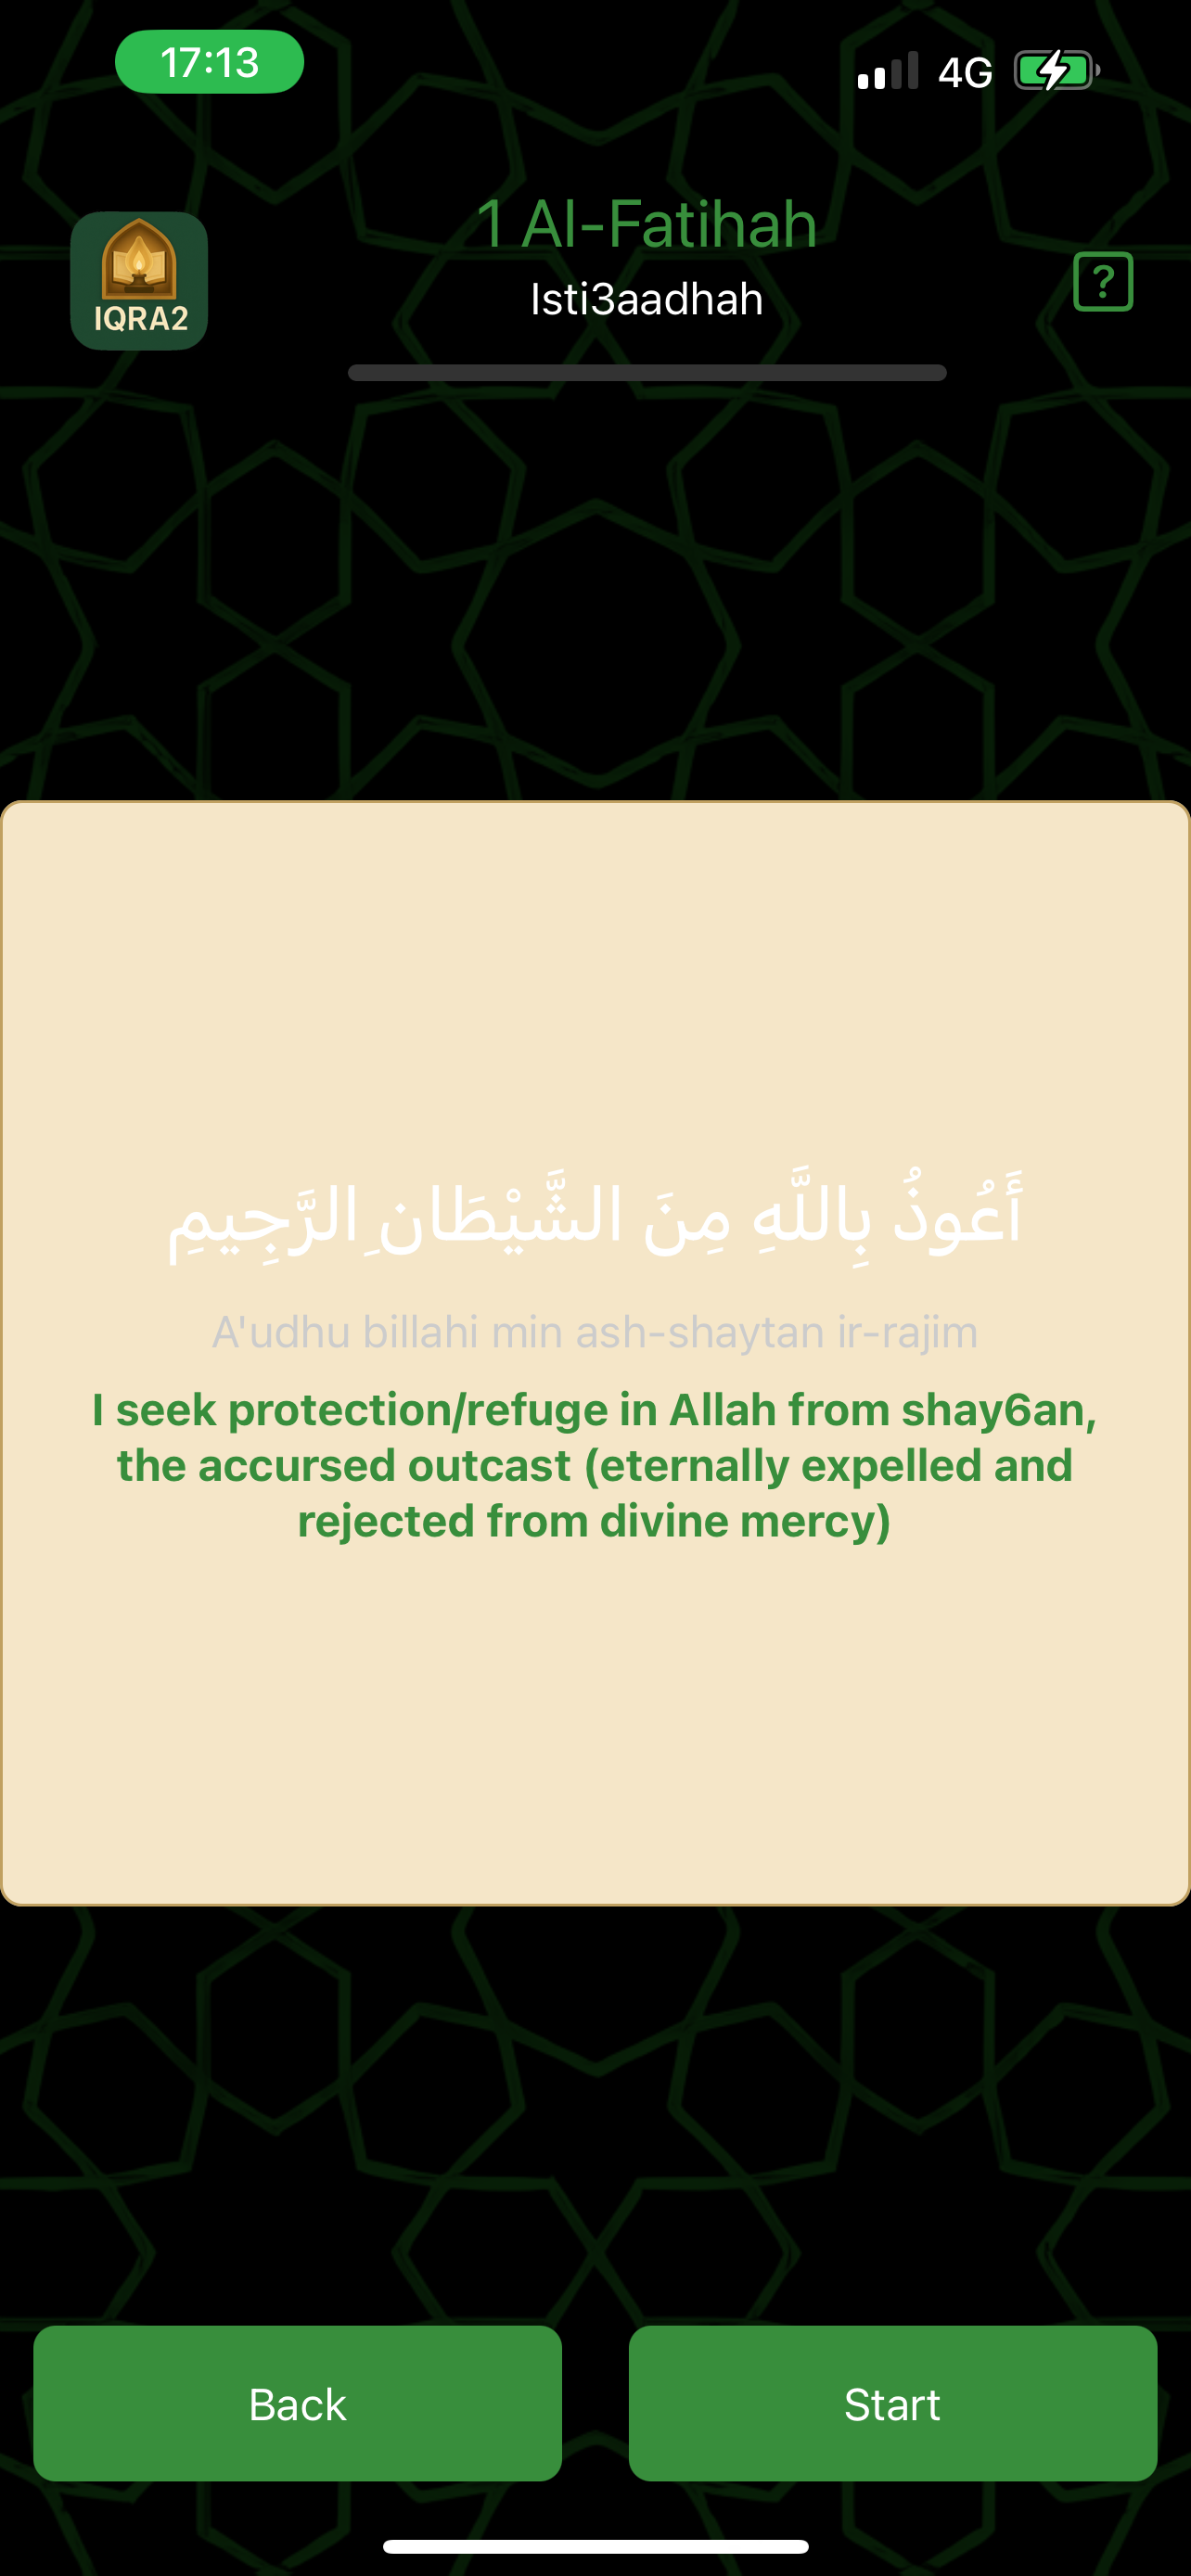 17:13
4G
IQRA2
1 Al-Fatihah
Isti3aadhah
?
أَعُوذُ بِاللَّهِ مِنَ الشَّيْطَانِ الرَّجِيمِ
A'udhu billahi min ash-shaytan ir-rajim
I seek protection/refuge in Allah from shay6an,
the accursed outcast (eternally expelled and
rejected from divine mercy)
Back
Start